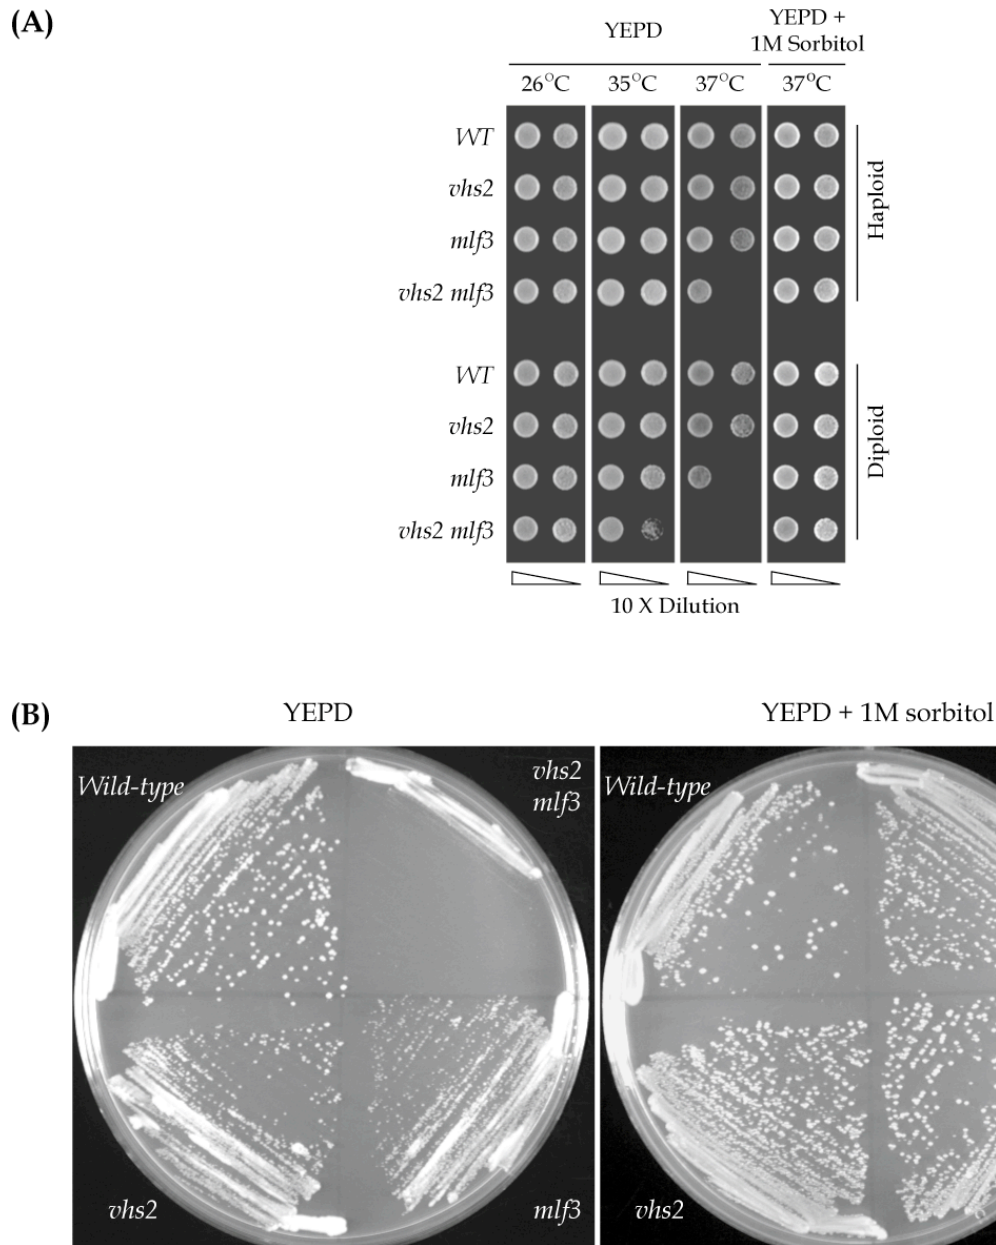 (A)
YEPD
YEPD +
1M Sorbitol
26°C
35°C
37°C
37°C
WT
vhs2
mlf3
vhs2 mlf3
Haploid
WT
vhs2
mlf3
vhs2 mlf3
Diploid
10 X Dilution
(B)
YEPD
YEPD + 1M sorbitol
Wild-type
vhs2
mlf3
Wild-type
vhs2
mlf3
vhs2